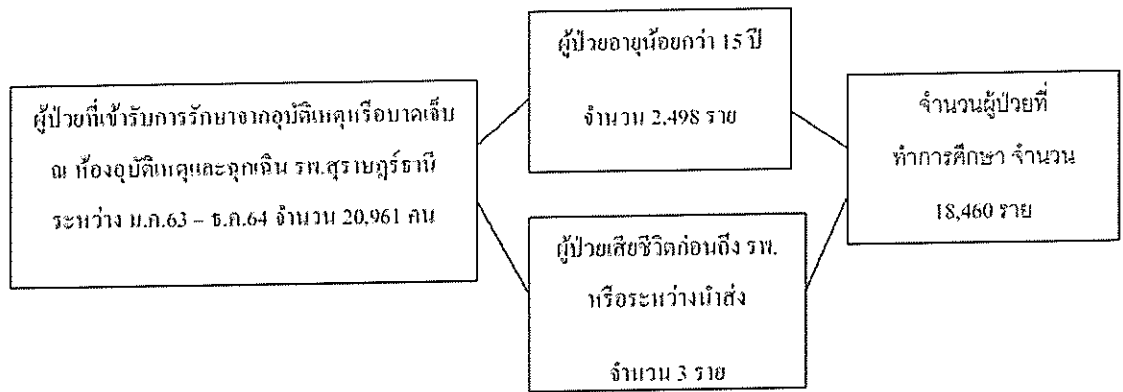 ผู้ป่วยที่เข้ารับการรักษาจากอุบัติเหตุหรือบาดเจ็บ
ณ ห้องอุบัติเหตุและฉุกเฉิน รพ.สุราษฎร์ธานี
ระหว่าง ม.ค.63 – ธ.ค.64 จำนวน 20,961 คน
ผู้ป่วยอายุน้อยกว่า 15 ปี
จำนวน 2,498 ราย
ผู้ป่วยเสียชีวิตก่อนถึง รพ.
หรือระหว่างนำส่ง
จำนวน 3 ราย
จำนวนผู้ป่วยที่
ทำการศึกษา จำนวน
18,460 ราย